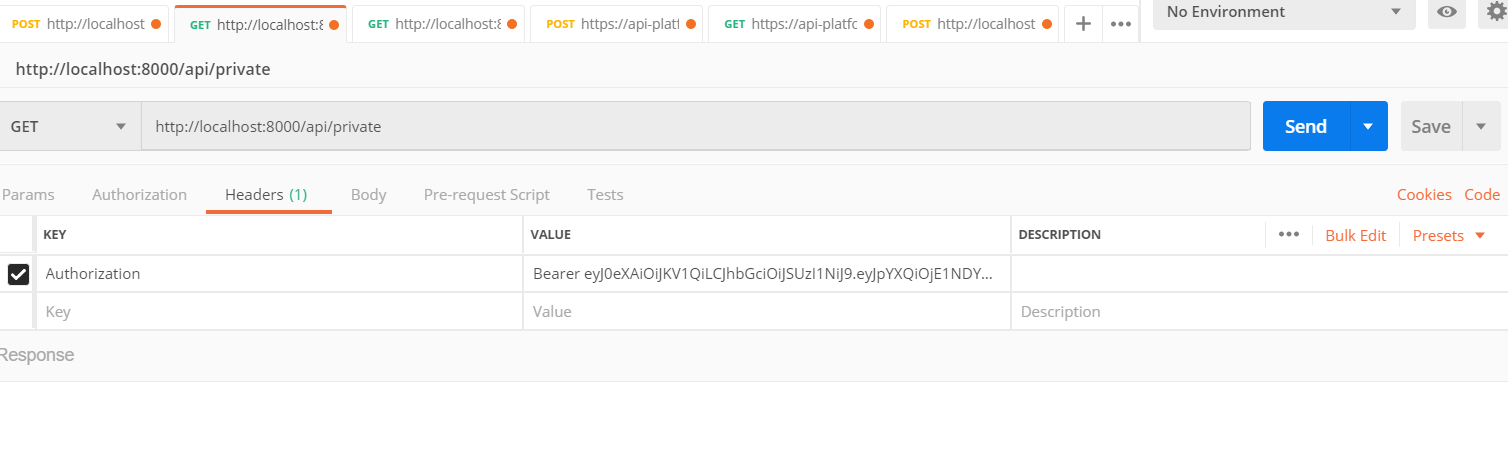 POST http://localhost GET http://localhost:8 GET http://localhost:8 POST https://api-platf GET https://api-platfc POST http://localhost No Environment
http://localhost:8000/api/private
GET http://localhost:8000/api/private Send Save
Params Authorization Headers (1) Body Pre-request Script Tests Cookies Code
KEY VALUE DESCRIPTION Bulk Edit Presets
Authorization Bearer eyJ0eXAiOiJKV1QiLCJhbGciOiJSUzI1NiJ9.eyJpYXQiOjE1NDY...
Key Value Description
Response